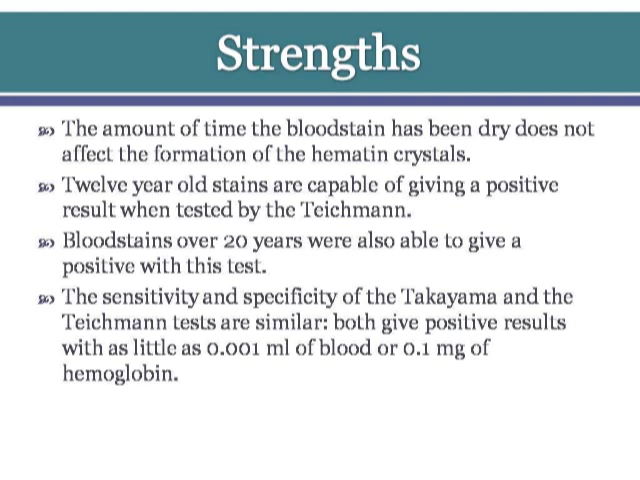 Strengths
The amount of time the bloodstain has been dry does not
affect the formation of the hematin crystals.
Twelve year old stains are capable of giving a positive
result when tested by the Teichmann.
Bloodstains over 20 years were also able to give a
positive with this test.
The sensitivity and specificity of the Takayama and the
Teichmann tests are similar: both give positive results
with as little as 0.001 ml of blood or 0.1 mg of
hemoglobin.